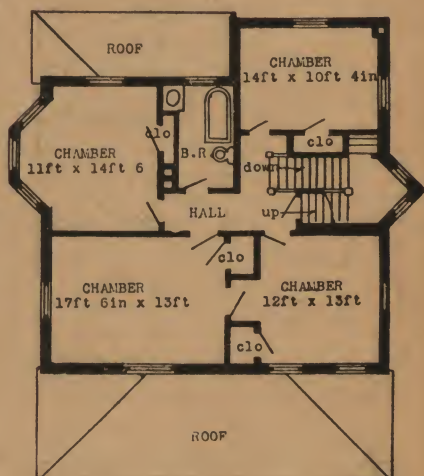 ROOF
CHAMBER
14ft x 10ft 4in
clo
clo
CHAMBER
11ft x 14ft 6
B.R
down
HALL
up
clo
CHAMBER
17ft 6in x 13ft
CHAMBER
12ft x 13ft
clo
ROOF